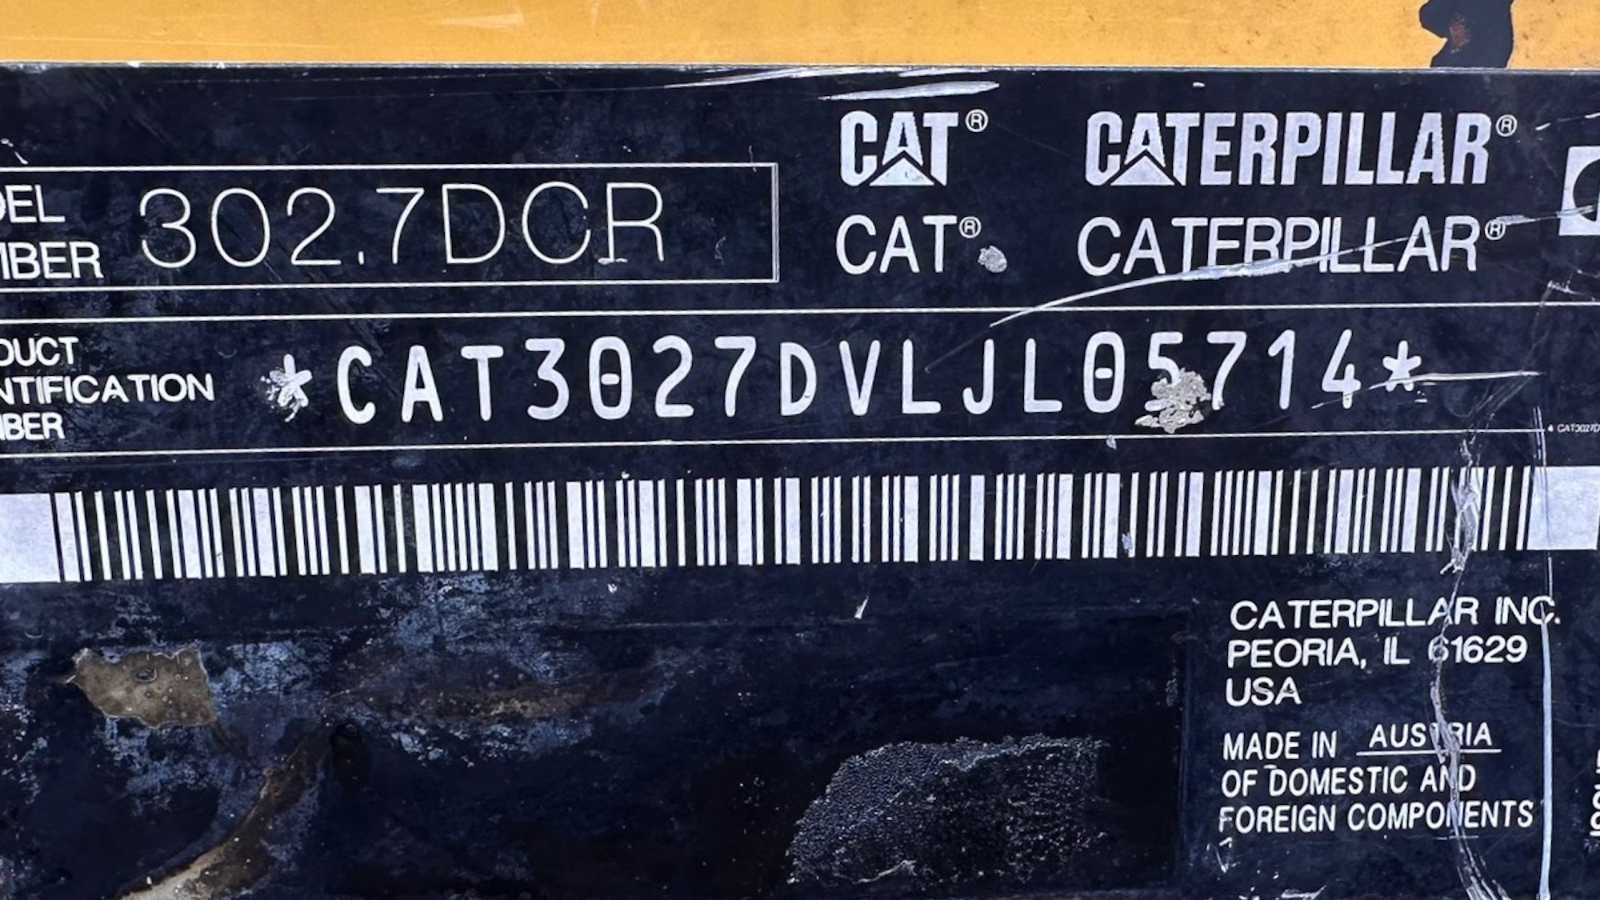 CAT® CATERPILLAR®
DEL
MBER 302.7DCR
CAT® CATERPILLAR®
DUCT
NTIFICATION
MBER
*CAT3027DVLJL05714*
CATERPILLAR INC.
PEORIA, IL 61629
USA
MADE IN AUSTRIA
OF DOMESTIC AND
FOREIGN COMPONENTS